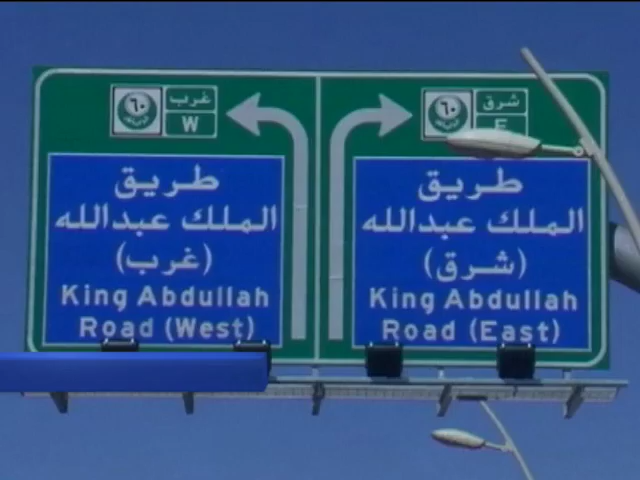 ٦٠
غرب
W
طريق
الملك عبدالله
(غرب)
King Abdullah
Road (West)
٦٠
شرق
E
طريق
الملك عبدالله
(شرق)
King Abdullah
Road (East)